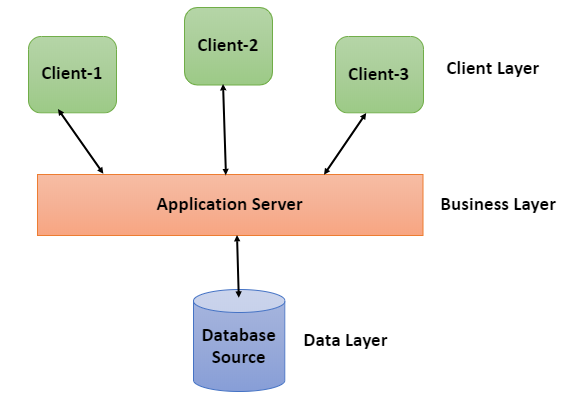 Client-1
Client-2
Client-3
Client Layer
Application Server
Business Layer
Database
Source
Data Layer